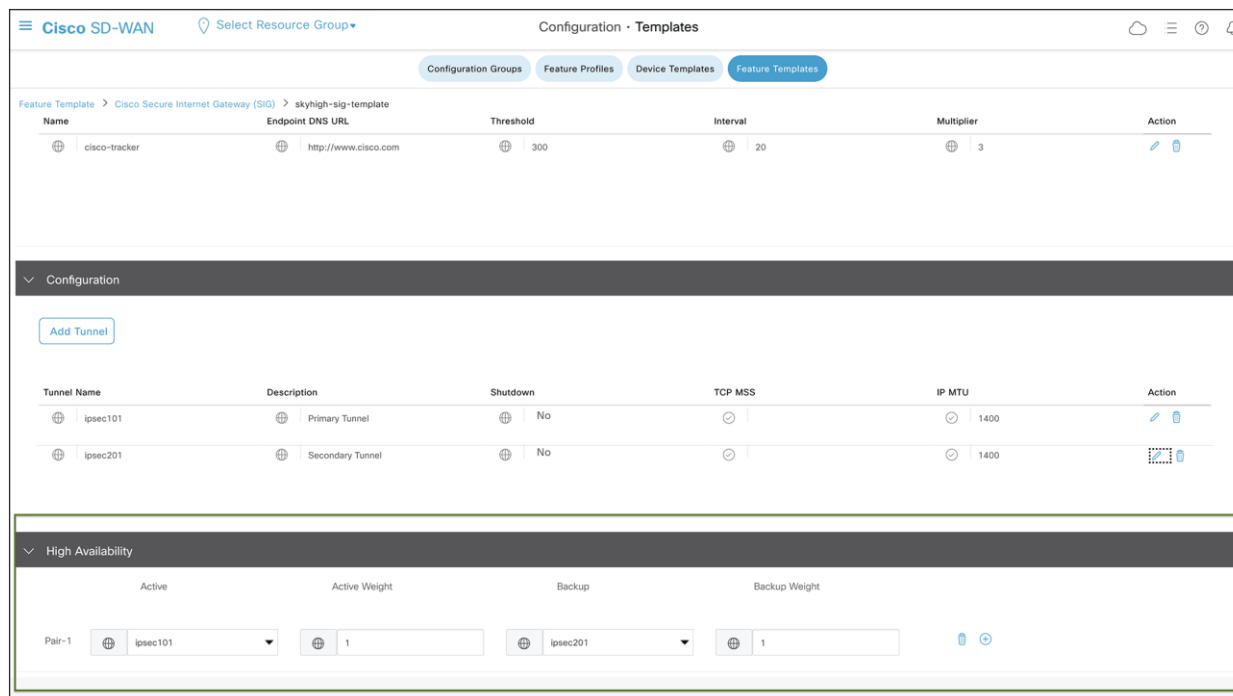 Cisco SD-WAN Select Resource Group▾ Configuration · Templates
Configuration Groups Feature Profiles Device Templates Feature Templates
Feature Template > Cisco Secure Internet Gateway (SIG) > skyhigh-sig-template
Name Endpoint DNS URL Threshold Interval Multiplier Action
cisco-tracker http://www.cisco.com 300 20 3
Configuration
Add Tunnel
Tunnel Name Description Shutdown TCP MSS IP MTU Action
ipsec101 Primary Tunnel No 1400
ipsec201 Secondary Tunnel No 1400
High Availability
Active Active Weight Backup Backup Weight
Pair-1 ipsec101 1 ipsec201 1